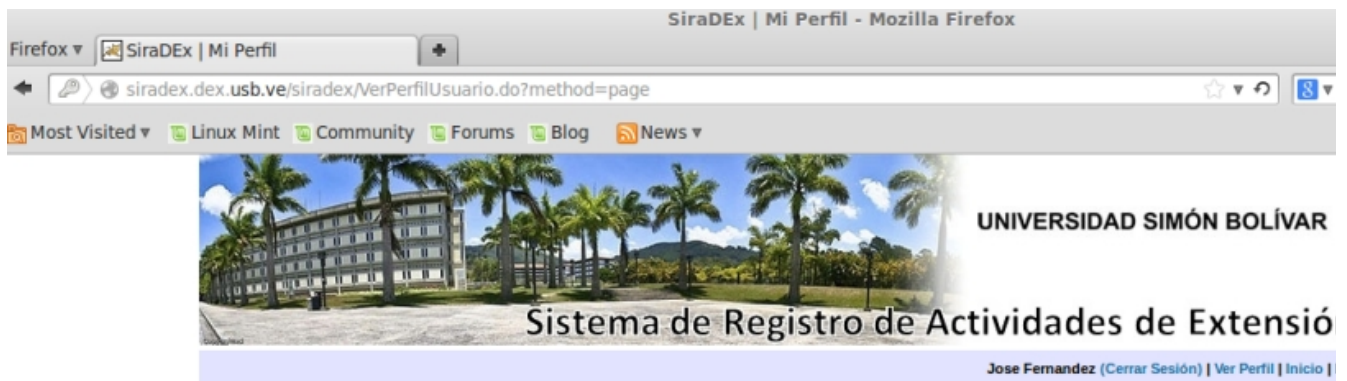 SiraDEx | Mi Perfil - Mozilla Firefox
Firefox SiraDEx | Mi Perfil
siradex.dex.usb.ve/siradex/VerPerfilUsuario.do?method=page
Most Visited Linux Mint Community Forums Blog News
UNIVERSIDAD SIMÓN BOLÍVAR
Sistema de Registro de Actividades de Extensió
Jose Fernandez (Cerrar Sesión) | Ver Perfil | Inicio |